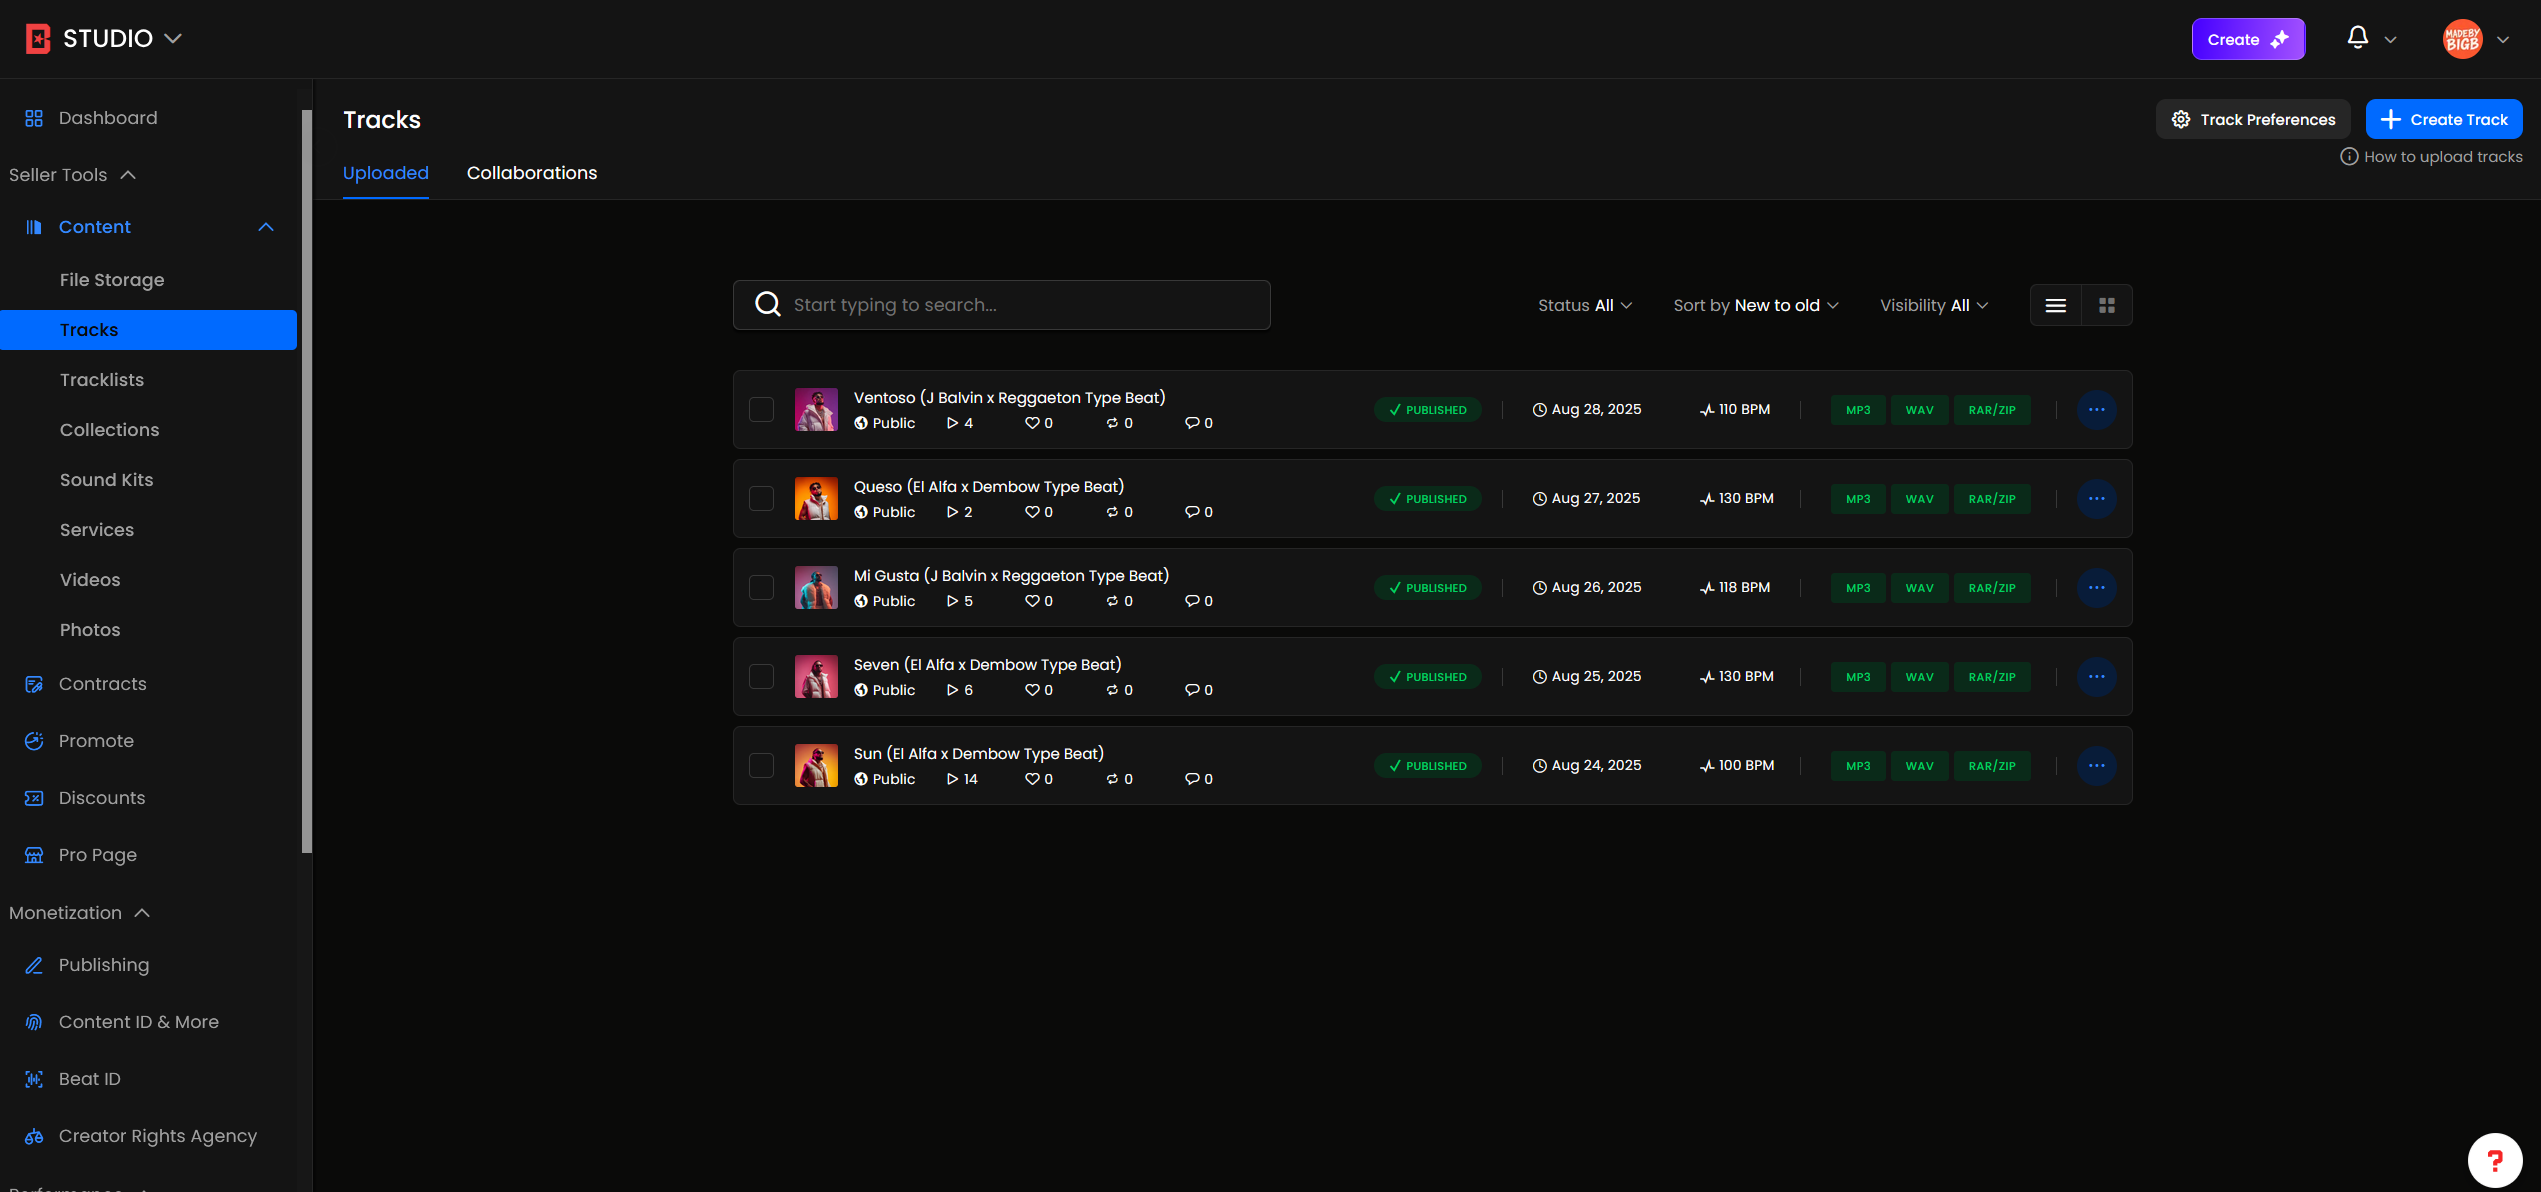 STUDIO
Create
MADEBY
BIGB
Dashboard
Seller Tools
Content
File Storage
Tracks
Tracklists
Collections
Sound Kits
Services
Videos
Photos
Contracts
Promote
Discounts
Pro Page
Monetization
Publishing
Content ID & More
Beat ID
Creator Rights Agency
Tracks
Track Preferences
Create Track
How to upload tracks
Uploaded Collaborations
Start typing to search...
Status All Sort by New to old Visibility All
Ventoso (J Balvin x Reggaeton Type Beat)
Public 4 0 0 0
PUBLISHED Aug 28, 2025 110 BPM MP3 WAV RAR/ZIP
Queso (El Alfa x Dembow Type Beat)
Public 2 0 0 0
PUBLISHED Aug 27, 2025 130 BPM MP3 WAV RAR/ZIP
Mi Gusta (J Balvin x Reggaeton Type Beat)
Public 5 0 0 0
PUBLISHED Aug 26, 2025 118 BPM MP3 WAV RAR/ZIP
Seven (El Alfa x Dembow Type Beat)
Public 6 0 0 0
PUBLISHED Aug 25, 2025 130 BPM MP3 WAV RAR/ZIP
Sun (El Alfa x Dembow Type Beat)
Public 14 0 0 0
PUBLISHED Aug 24, 2025 100 BPM MP3 WAV RAR/ZIP
?